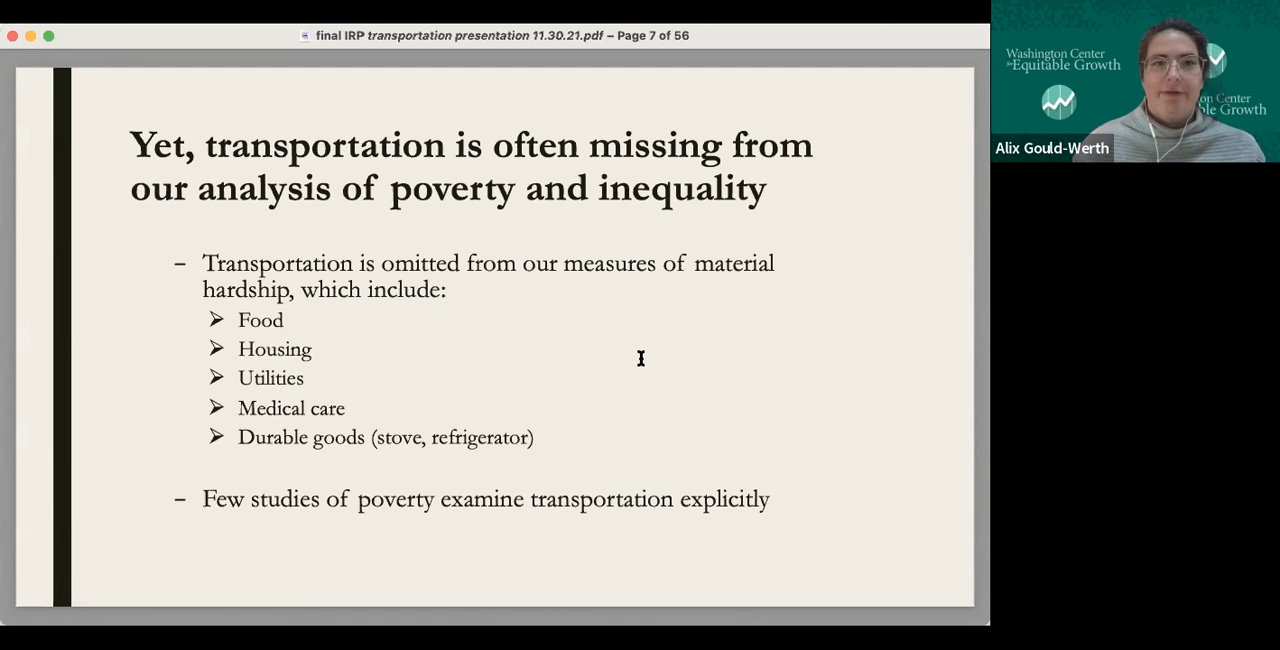 final IRP transportation presentation 11.30.21.pdf – Page 7 of 56
Yet, transportation is often missing from
our analysis of poverty and inequality
– Transportation is omitted from our measures of material
hardship, which include:
➢ Food
➢ Housing
➢ Utilities
➢ Medical care
➢ Durable goods (stove, refrigerator)
– Few studies of poverty examine transportation explicitly
Washington Center
for Equitable Growth
on Center
ble Growth
Alix Gould-Werth